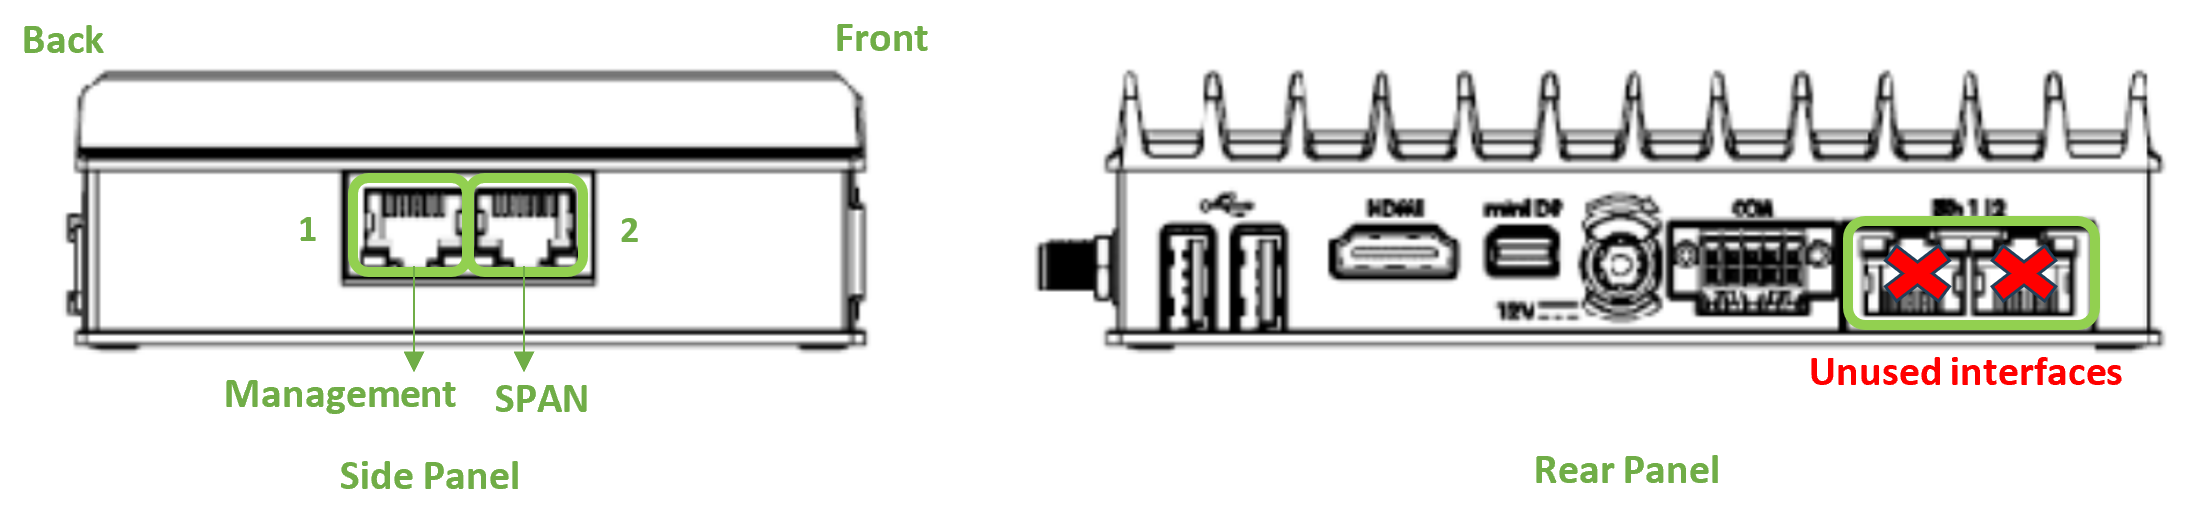 Back
Front
1
2
Management
SPAN
Side Panel
HDMI
mini DP
COM
Eth 1 | 2
12V
Unused interfaces
Rear Panel